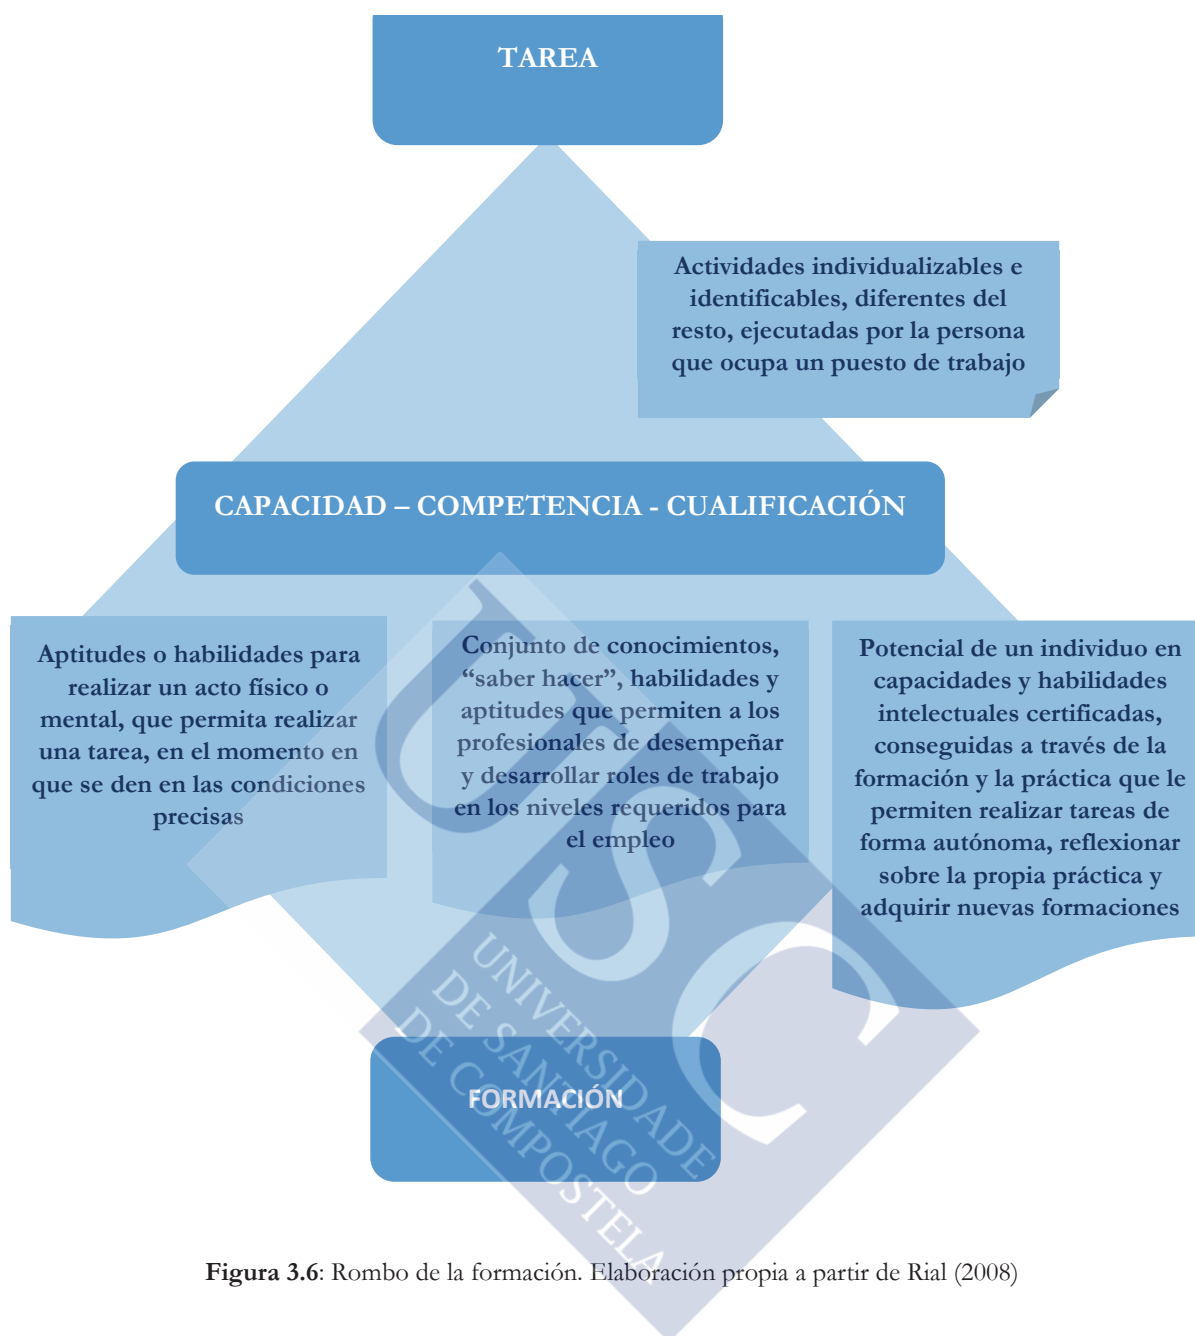 TAREA
Actividades individualizables e
identificables, diferentes del
resto, ejecutadas por la persona
que ocupa un puesto de trabajo
CAPACIDAD – COMPETENCIA - CUALIFICACIÓN
Aptitudes o habilidades para
realizar un acto físico o
mental, que permita realizar
una tarea, en el momento en
que se den en las condiciones
precisas
Conjunto de conocimientos,
“saber hacer”, habilidades y
aptitudes que permiten a los
profesionales de desempeñar
y desarrollar roles de trabajo
en los niveles requeridos para
el empleo
Potencial de un individuo en
capacidades y habilidades
intelectuales certificadas,
conseguidas a través de la
formación y la práctica que le
permiten realizar tareas de
forma autónoma, reflexionar
sobre la propia práctica y
adquirir nuevas formaciones
FORMACIÓN
USC
UNIVERSIDADE
DE SANTIAGO
DE COMPOSTELA
Figura 3.6: Rombo de la formación. Elaboración propia a partir de Rial (2008)